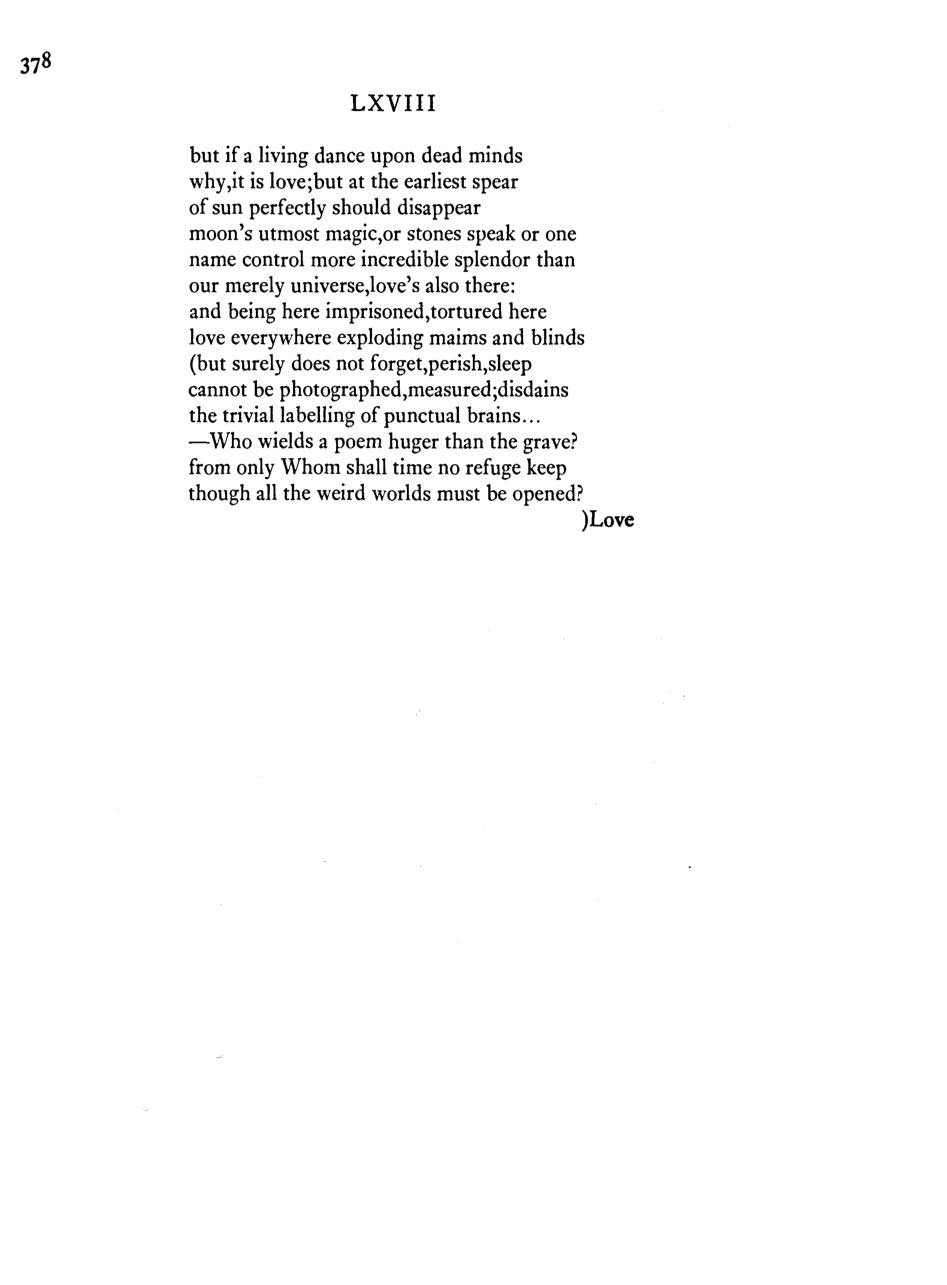 378
LXVIII
but if a living dance upon dead minds
why,it is love;but at the earliest spear
of sun perfectly should disappear
moon's utmost magic,or stones speak or one
name control more incredible splendor than
our merely universe,love's also there:
and being here imprisoned,tortured here
love everywhere exploding maims and blinds
(but surely does not forget,perish,sleep
cannot be photographed,measured;disdains
the trivial labelling of punctual brains...
—Who wields a poem huger than the grave?
from only Whom shall time no refuge keep
though all the weird worlds must be opened?
)Love